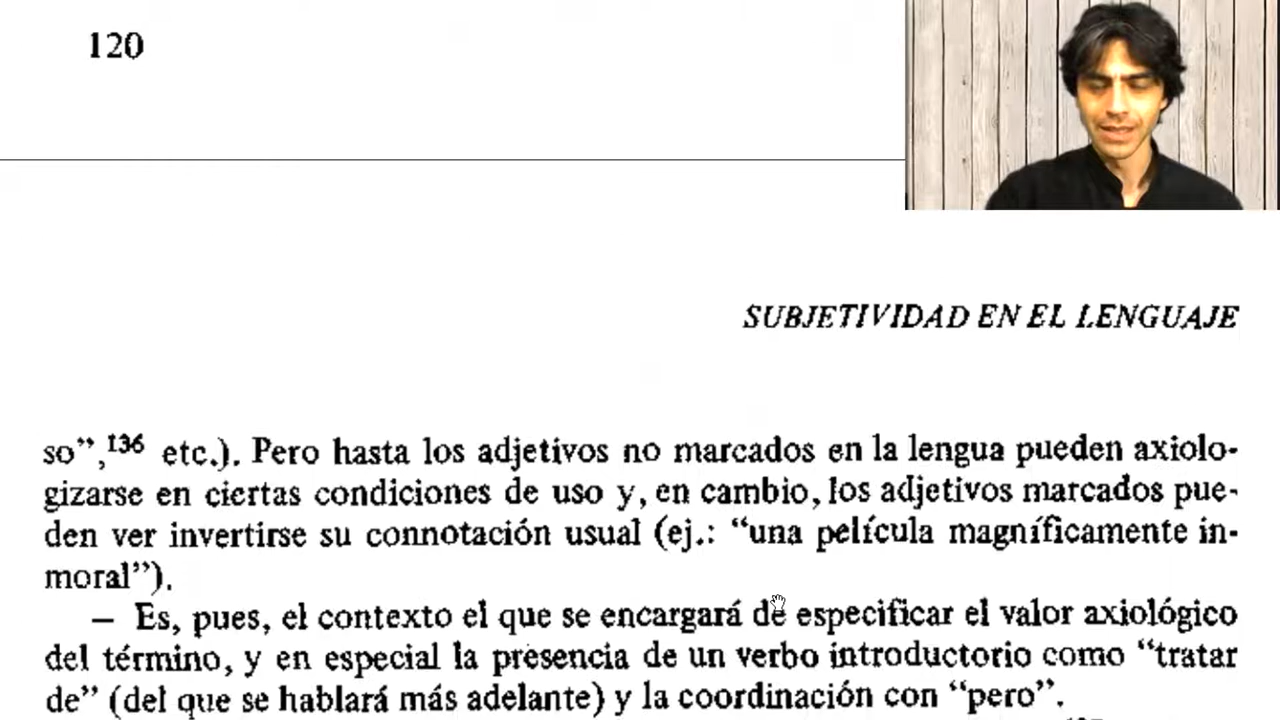 120
SUBJETIVIDAD EN EL LENGUAJE
so”,136 etc.). Pero hasta los adjetivos no marcados en la lengua pueden axiolo-
gizarse en ciertas condiciones de uso y, en cambio, los adjetivos marcados pue-
den ver invertirse su connotación usual (ej.: “una película magníficamente in-
moral”).
— Es, pues, el contexto el que se encargará de especificar el valor axiológico
del término, y en especial la presencia de un verbo introductorio como “tratar
de” (del que se hablará más adelante) y la coordinación con “pero”.